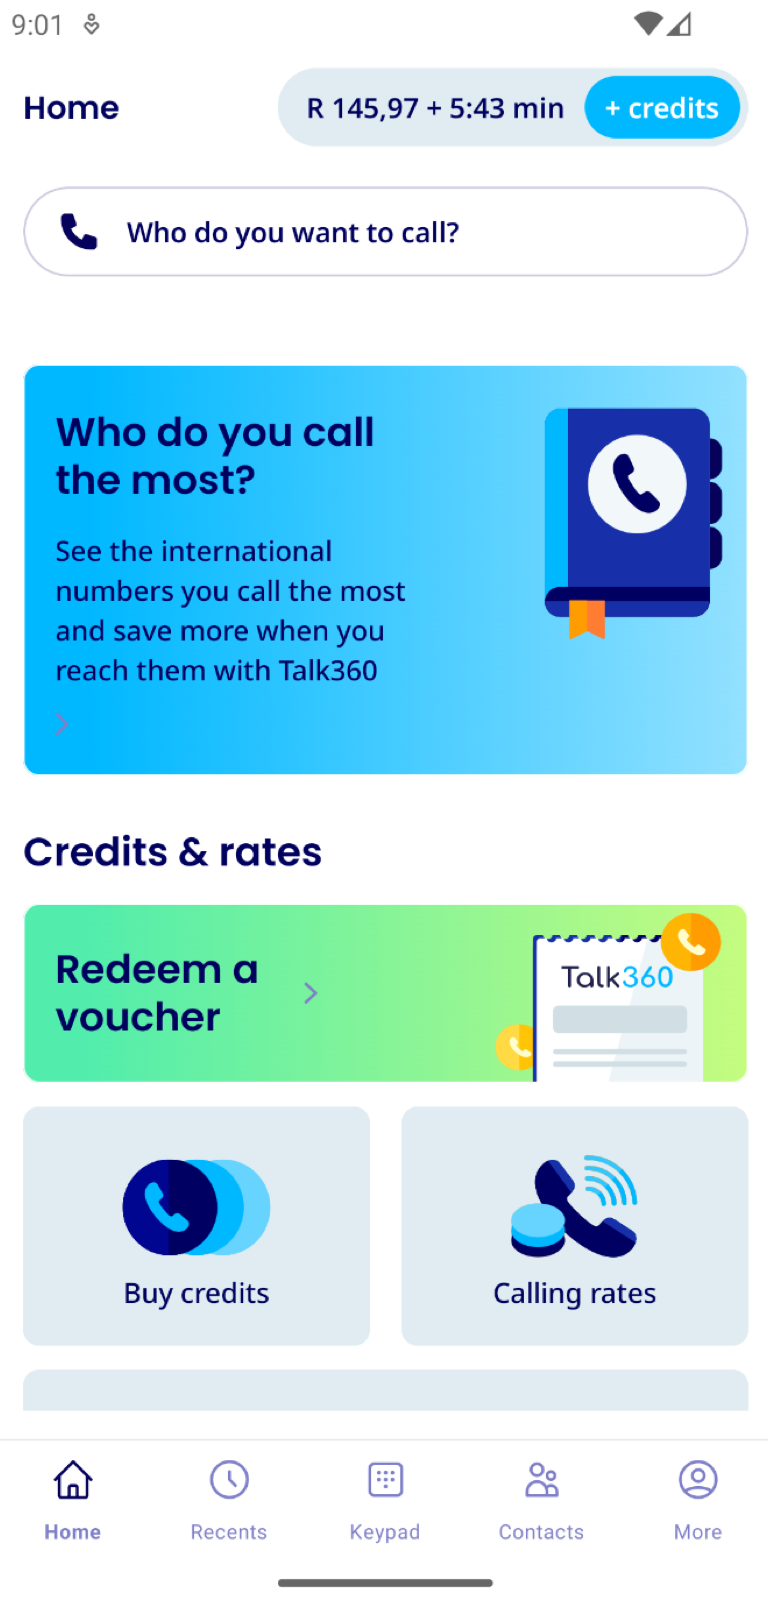 9:01
Home
R 145,97 + 5:43 min
+ credits
Who do you want to call?
Who do you call
the most?
See the international
numbers you call the most
and save more when you
reach them with Talk360
Credits & rates
Redeem a
voucher
Talk360
Buy credits
Calling rates
Home
Recents
Keypad
Contacts
More